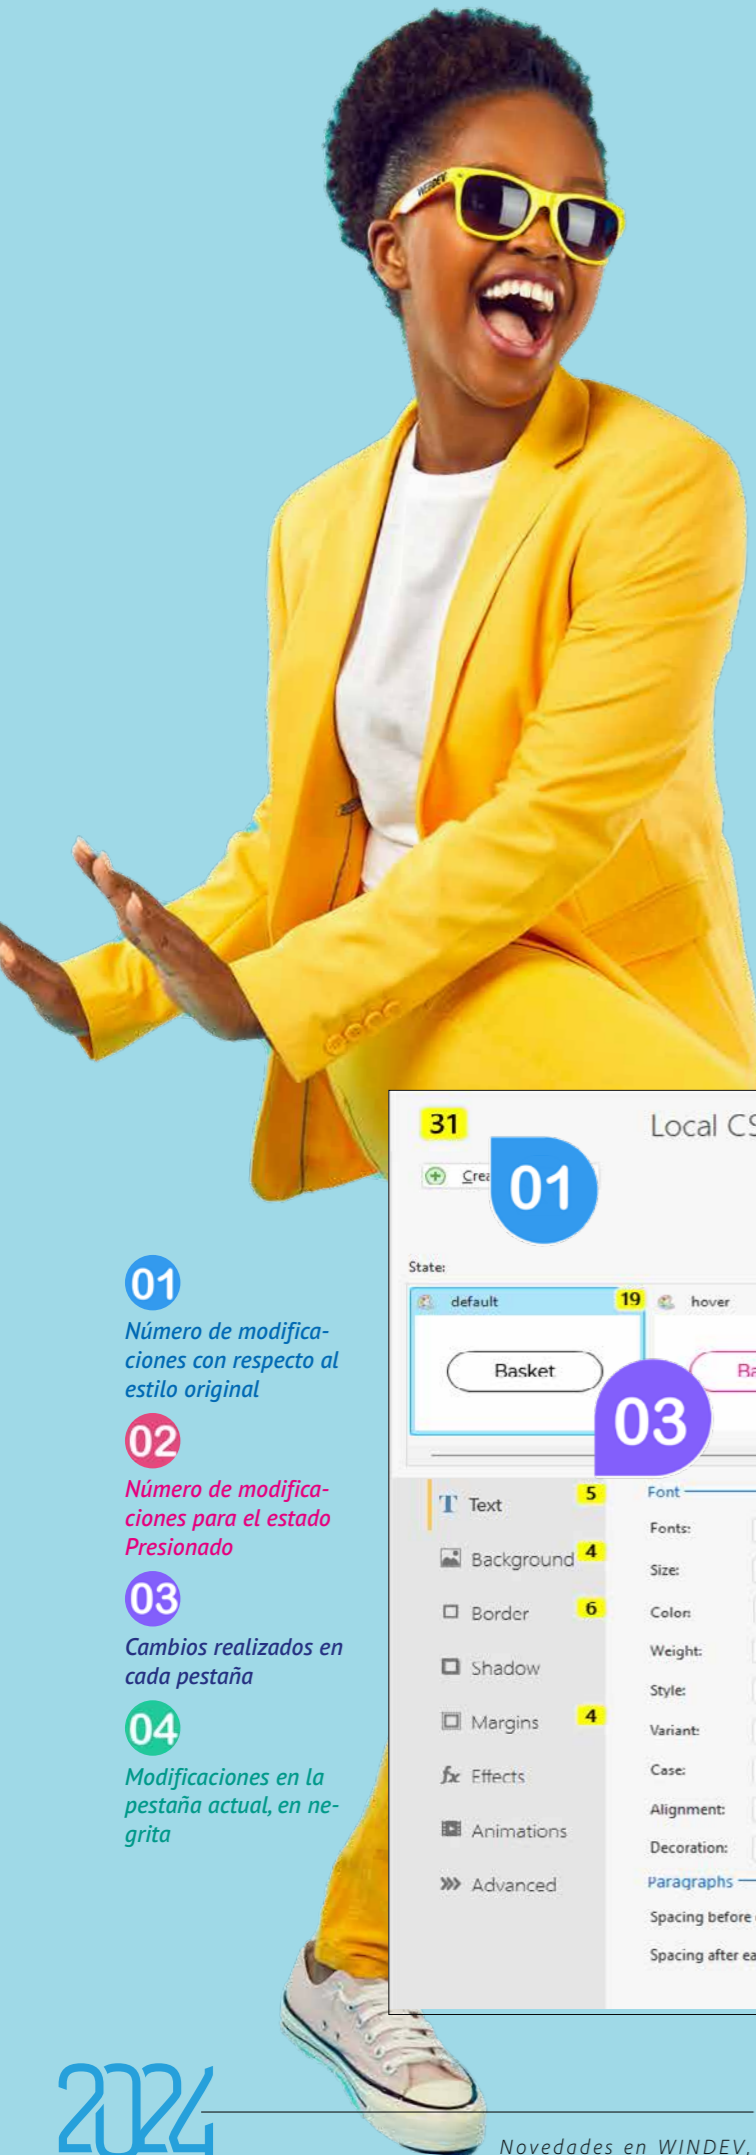 WEBDEV
31
Local CS
Crea
01
State:
default
19
hover
Basket
Ba
03
Text
5
Background
4
Border
6
Shadow
Margins
4
fx Effects
Animations
Advanced
Font
Fonts:
Size:
Color:
Weight:
Style:
Variant:
Case:
Alignment:
Decoration:
Paragraphs
Spacing before
Spacing after ea
01
Número de modifica-
ciones con respecto al
estilo original
02
Número de modifica-
ciones para el estado
Presionado
03
Cambios realizados en
cada pestaña
04
Modificaciones en la
pestaña actual, en ne-
grita
2024
Novedades en WINDEV,